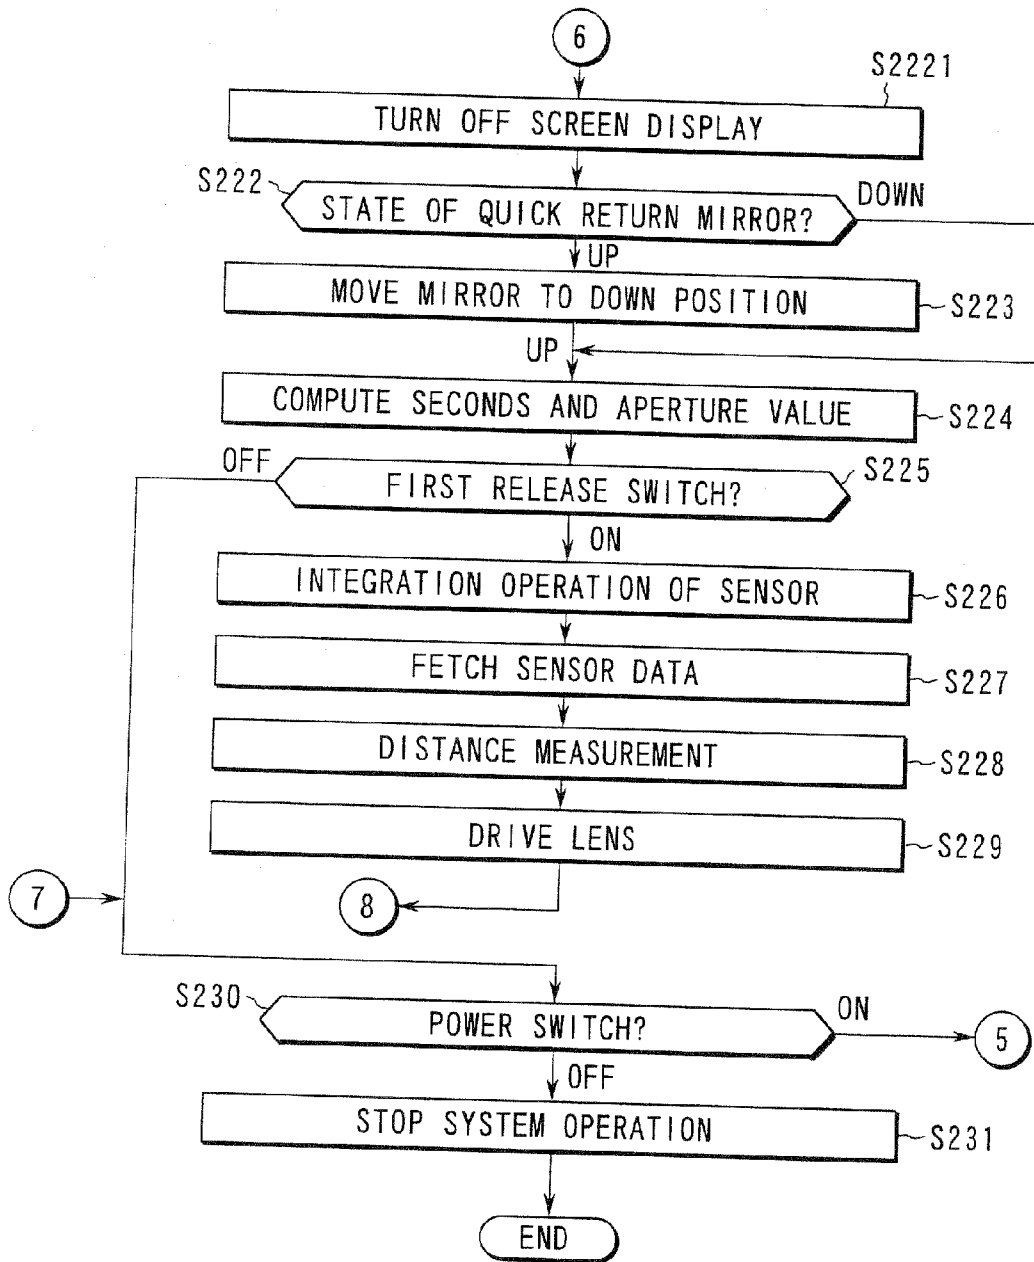 6
S2221
TURN OFF SCREEN DISPLAY
S222
STATE OF QUICK RETURN MIRROR?
DOWN
UP
MOVE MIRROR TO DOWN POSITION
S223
UP
COMPUTE SECONDS AND APERTURE VALUE
S224
OFF
FIRST RELEASE SWITCH?
S225
ON
INTEGRATION OPERATION OF SENSOR
S226
FETCH SENSOR DATA
S227
DISTANCE MEASUREMENT
S228
DRIVE LENS
S229
7
8
S230
POWER SWITCH?
ON
5
OFF
STOP SYSTEM OPERATION
S231
END